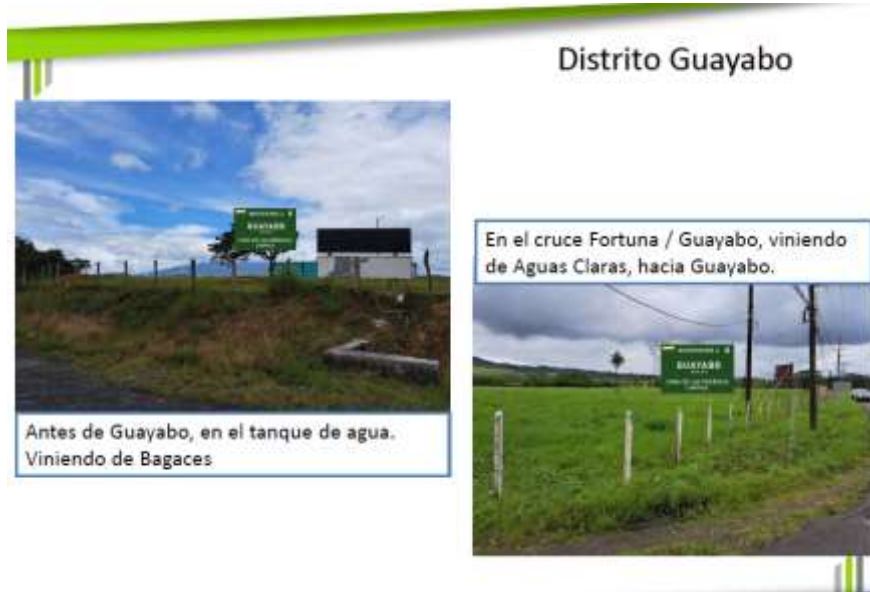 Distrito Guayabo
GUAYABO
Antes de Guayabo, en el tanque de agua.
Viniendo de Bagaces
En el cruce Fortuna / Guayabo, viniendo
de Aguas Claras, hacia Guayabo.
GUAYABO